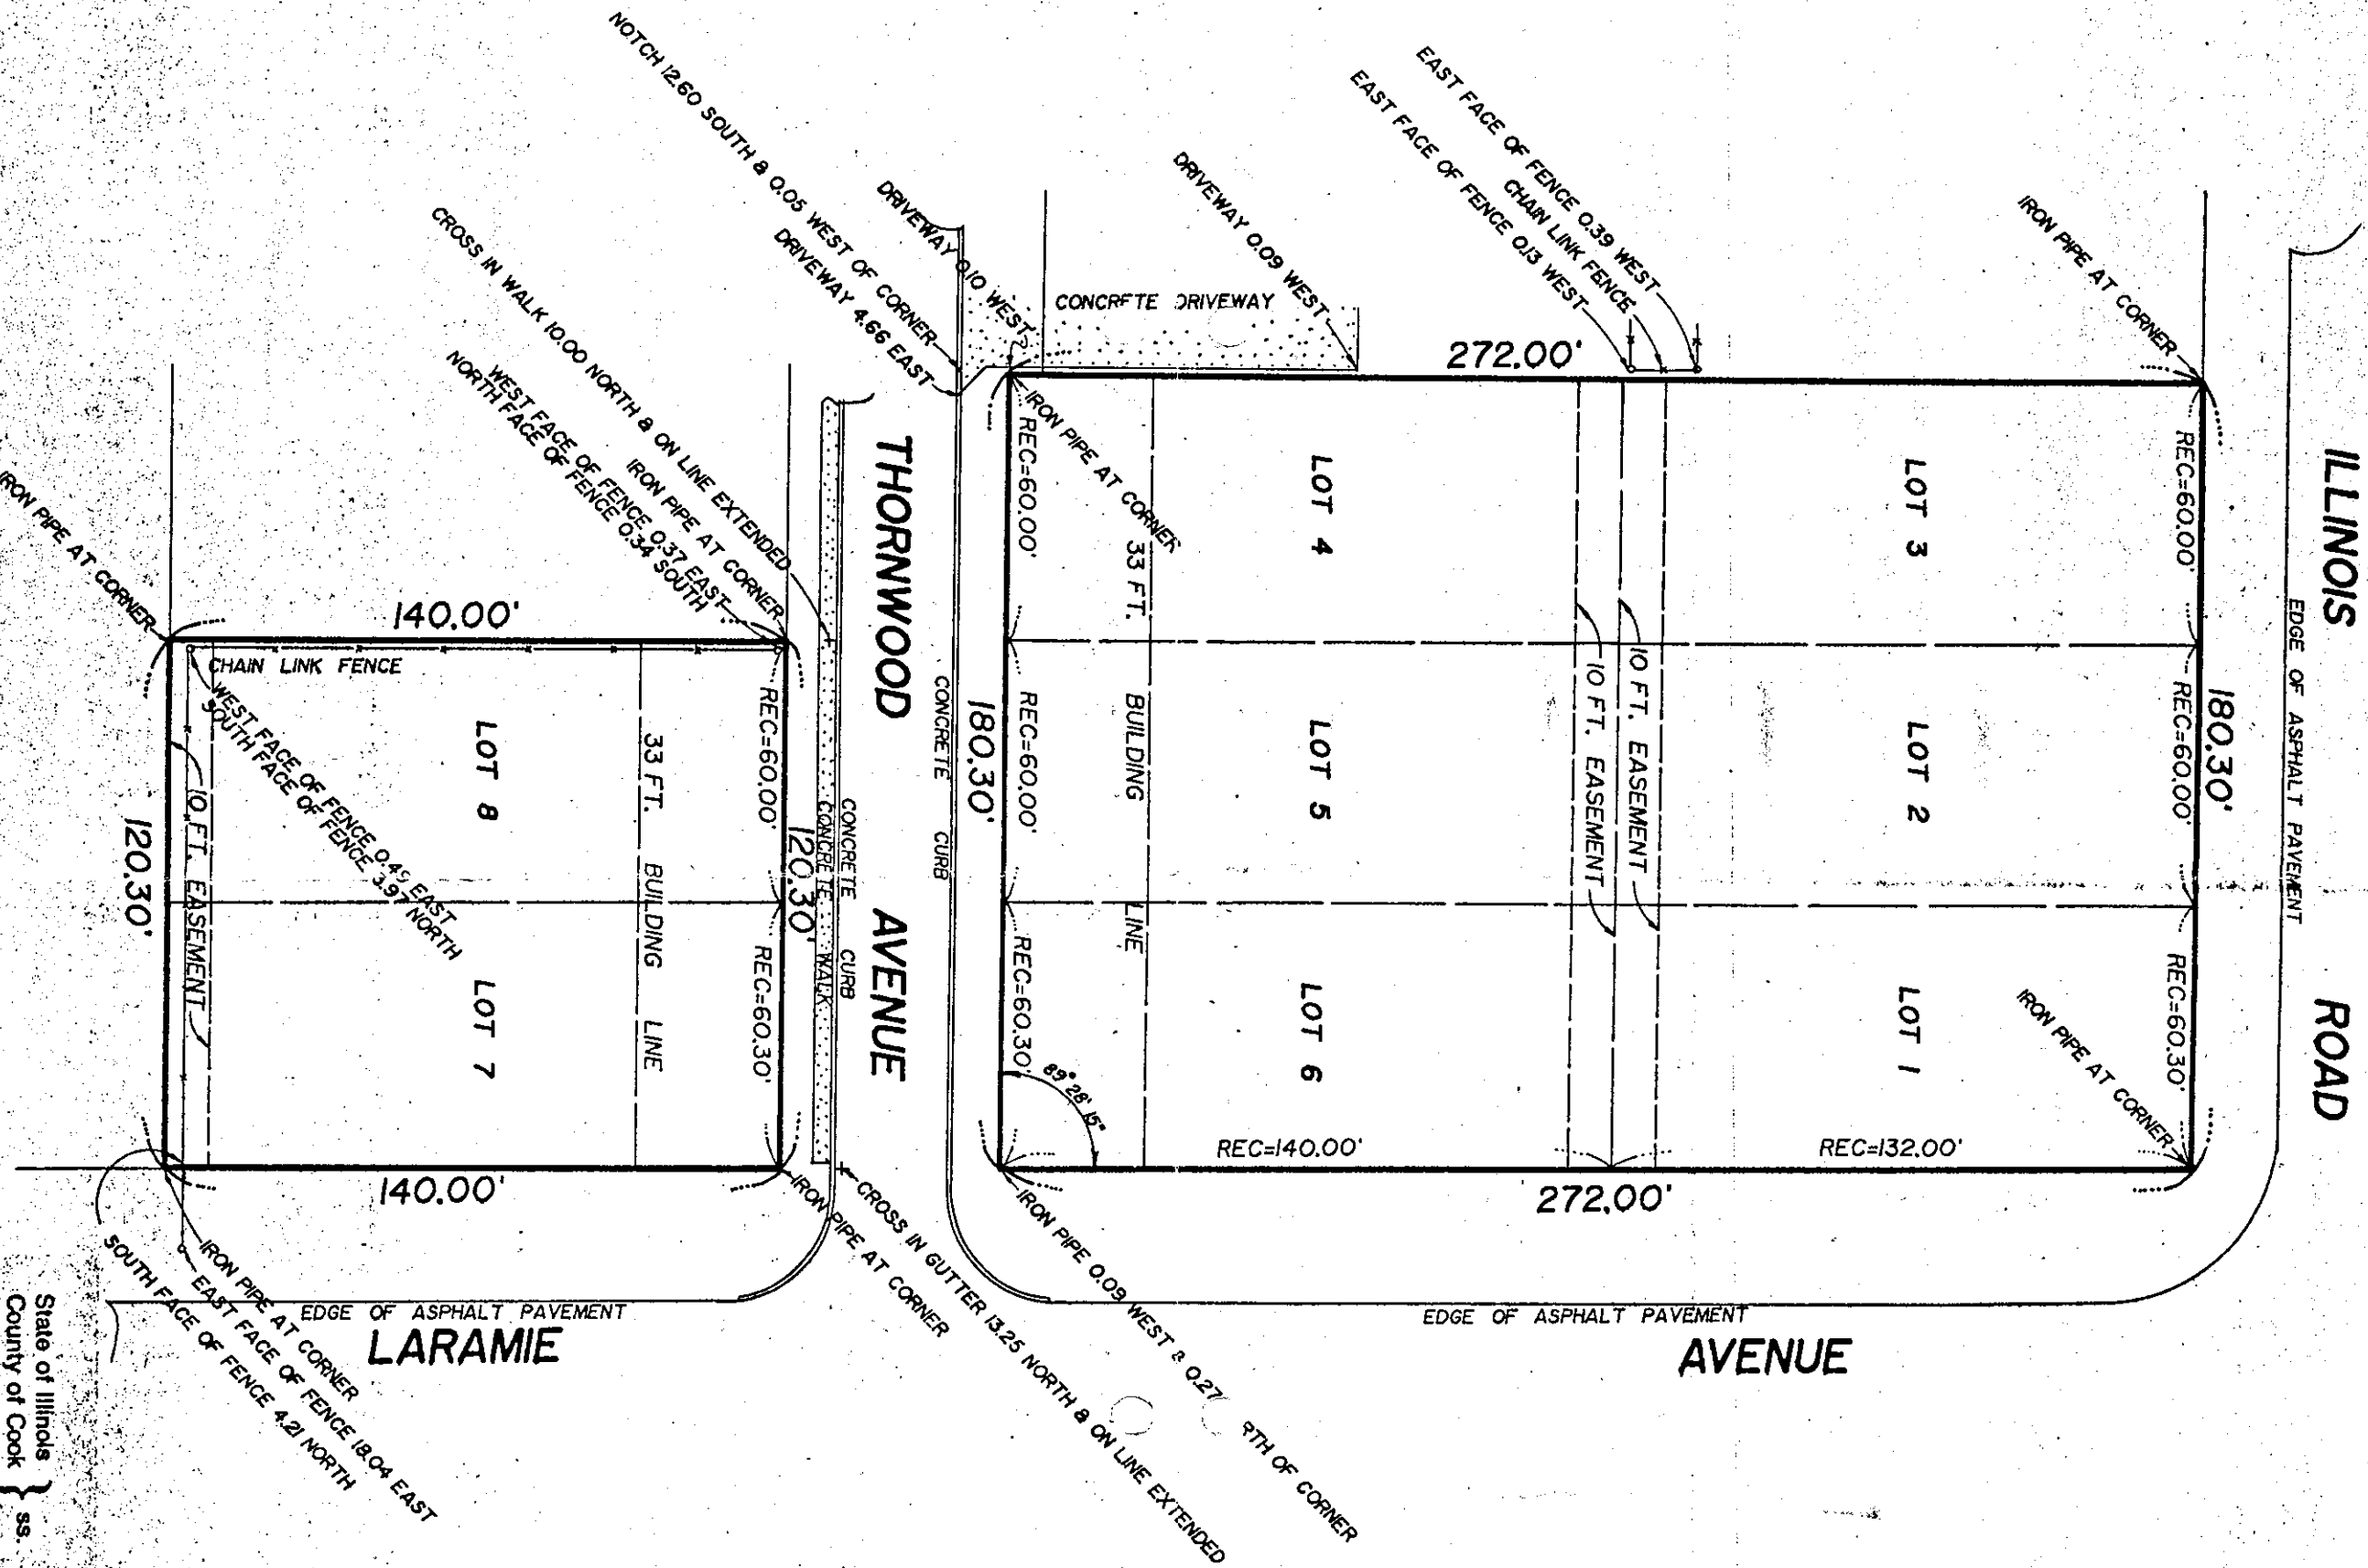 NOTCH 12.60 SOUTH & 0.05 WEST OF CORNER
DRIVEWAY 4.66 EAST
DRIVEWAY 0.10 WEST
DRIVEWAY 0.09 WEST
CONCRETE DRIVEWAY
EAST FACE OF FENCE 0.39 WEST
CHAIN LINK FENCE
EAST FACE OF FENCE 0.13 WEST
IRON PIPE AT CORNER
CROSS IN WALK 10.00 NORTH & ON LINE EXTENDED
IRON PIPE AT CORNER
WEST FACE OF FENCE 0.37 EAST
NORTH FACE OF FENCE 0.34 SOUTH
IRON PIPE AT CORNER
272.00'
ILLINOIS ROAD
EDGE OF ASPHALT PAVEMENT
180.30'
REC=60.00'
REC=60.00'
REC=60.30'
LOT 3
LOT 2
LOT 1
IRON PIPE AT CORNER
10 FT. EASEMENT
10 FT. EASEMENT
LOT 4
LOT 5
LOT 6
33 FT. BUILDING LINE
IRON PIPE AT CORNER
REC=60.00'
REC=60.00'
REC=60.30'
89° 28' 15"
180.30'
REC=140.00'
REC=132.00'
272.00'
CONCRETE CURB
THORNWOOD AVENUE
CONCRETE CURB
CONCRETE WALK
140.00'
CHAIN LINK FENCE
120.30'
REC=60.00'
REC=60.30'
33 FT. BUILDING LINE
LOT 8
LOT 7
WEST FACE OF FENCE 0.49 EAST
SOUTH FACE OF FENCE 3.97 NORTH
10 FT. EASEMENT
120.30'
140.00'
IRON PIPE AT CORNER
CROSS IN GUTTER 13.25 NORTH & ON LINE EXTENDED
IRON PIPE 0.09 WEST & 0.27 RTH OF CORNER
IRON PIPE AT CORNER
EAST FACE OF FENCE 18.04 EAST
SOUTH FACE OF FENCE 4.21 NORTH
EDGE OF ASPHALT PAVEMENT
EDGE OF ASPHALT PAVEMENT
LARAMIE AVENUE
State of Illinois
County of Cook } ss.